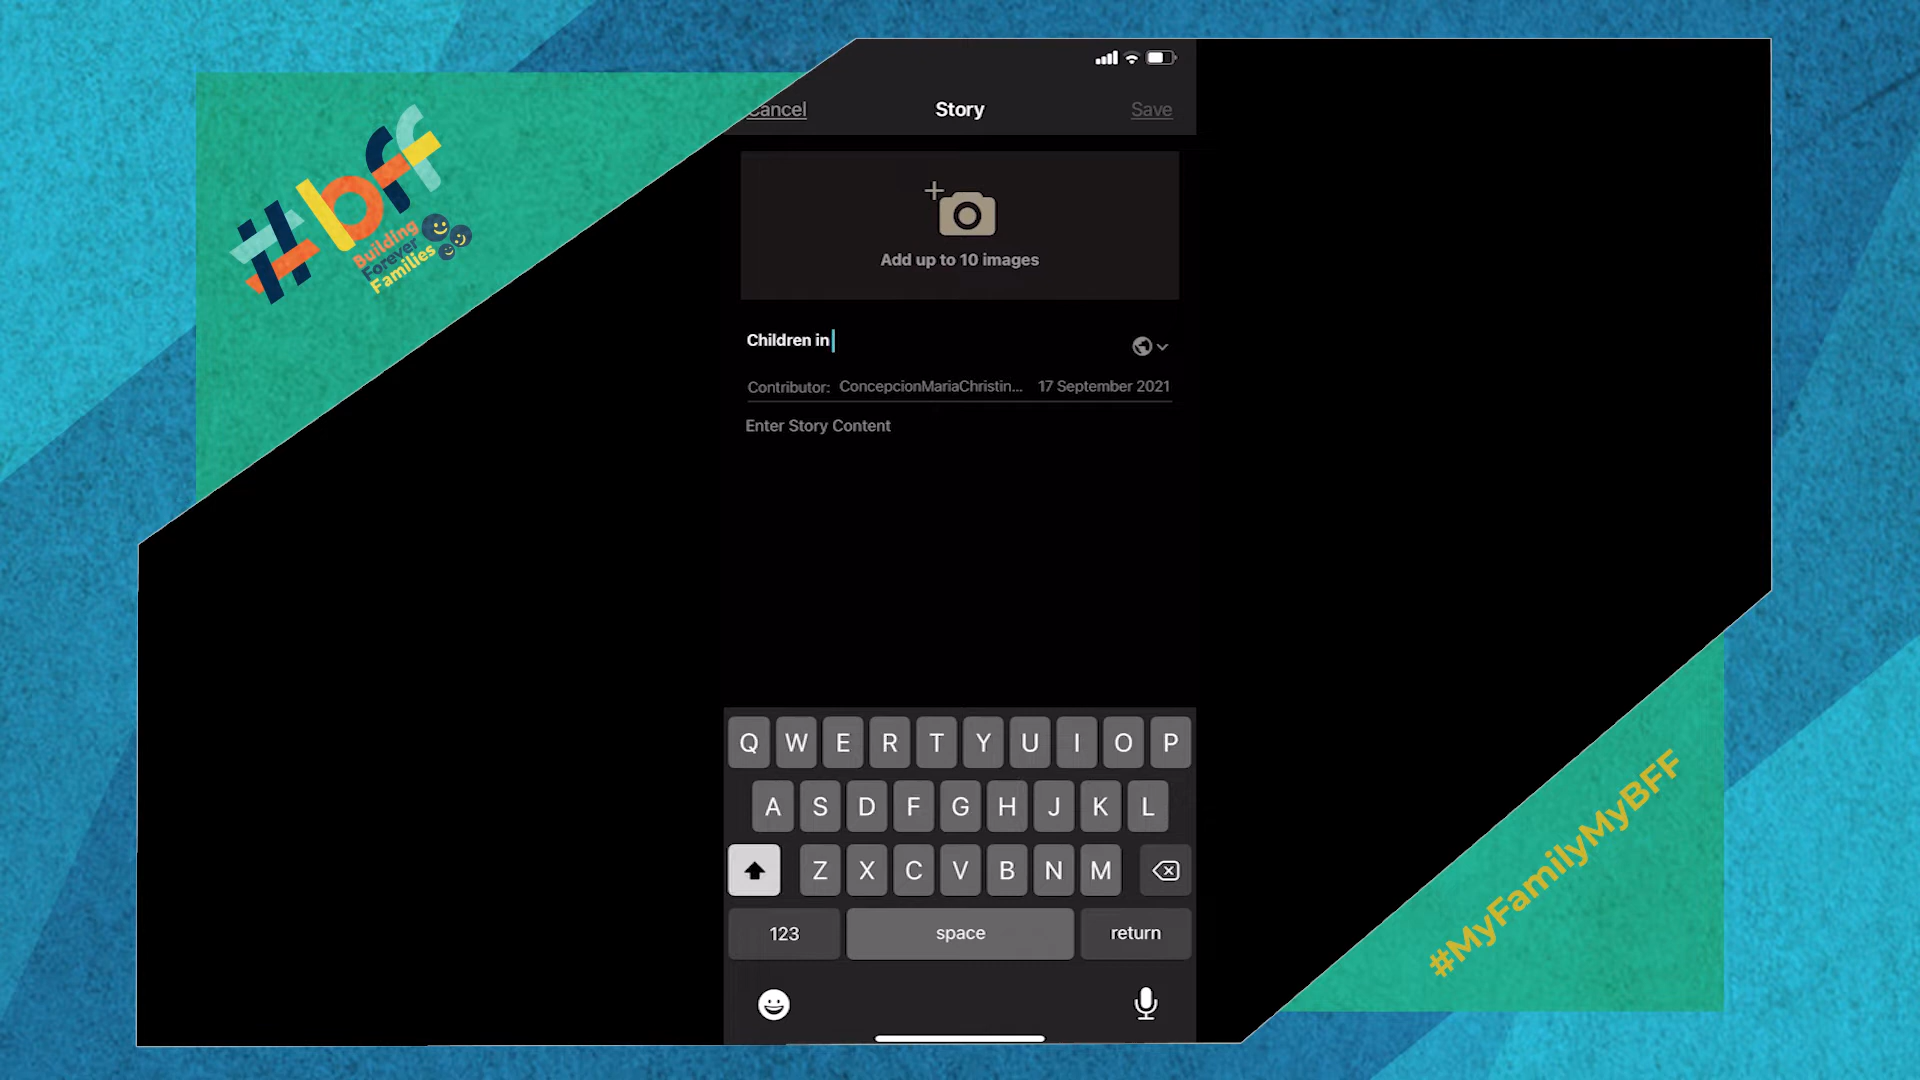 #bff
Building
Forever
Families
Cancel
Story
Save
Add up to 10 images
Children in
Contributor: ConcepcionMariaChristin... 17 September 2021
Enter Story Content
Q W E R T Y U I O P
A S D F G H J K L
Z X C V B N M
123 space return
#MyFamilyMyBFF